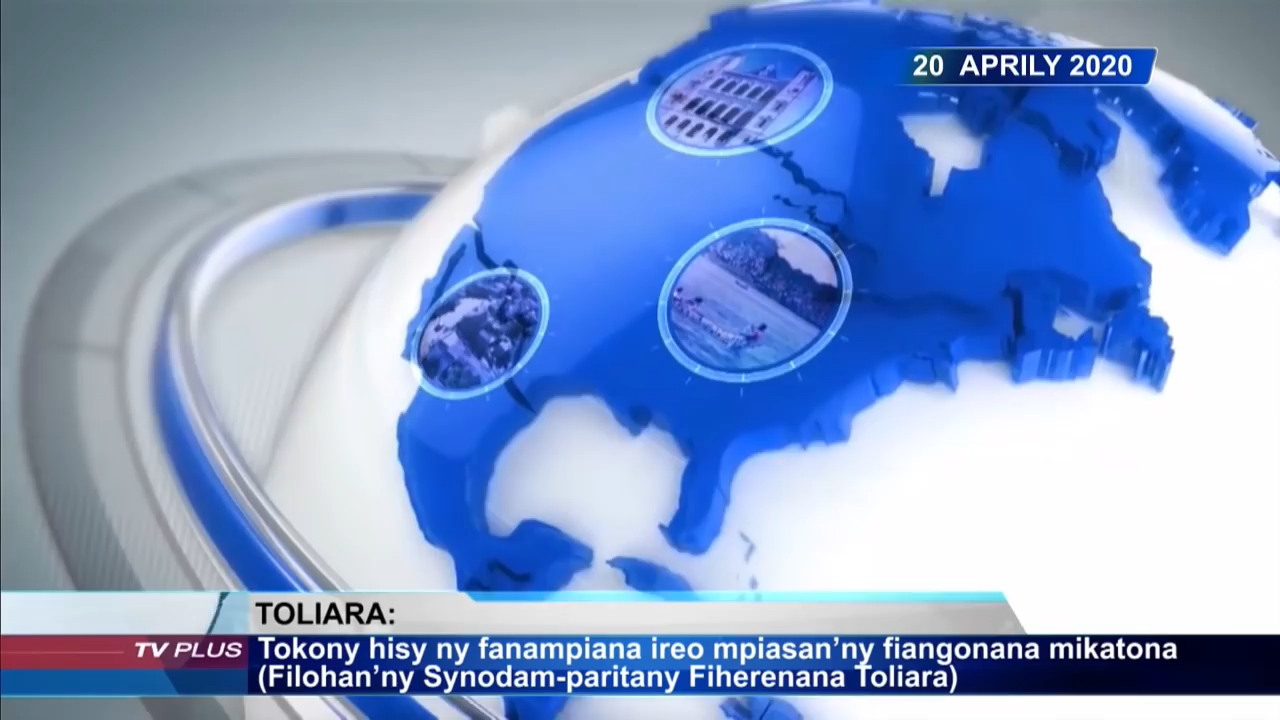 20 APRILY 2020
TOLIARA:
TV PLUS
Tokony hisy ny fanampiana ireo mpiasan'ny fiangonana mikatona
(Filohan'ny Synodam-paritany Fiherenana Toliara)